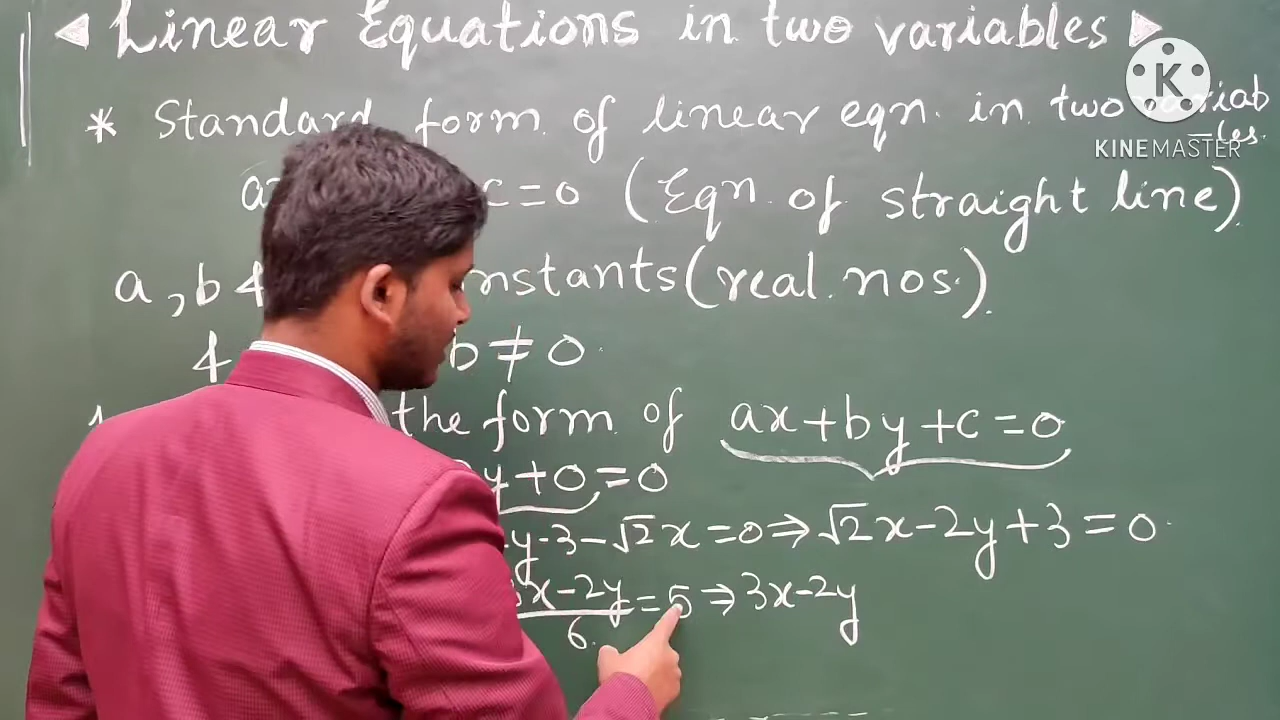 Linear Equations in two variables
* Standard form of linear eqn. in two variab
=les.
c=0 (Eqn. of straight line)
a, b & nstants (real. nos.)
& b ≠ 0.
the form of ax+by+c=0
y+0=0
y-3-√2x=0⇒√2x-2y+3=0.
3x-2y/6. = 5 ⇒ 3x-2y
K
KINEMASTER